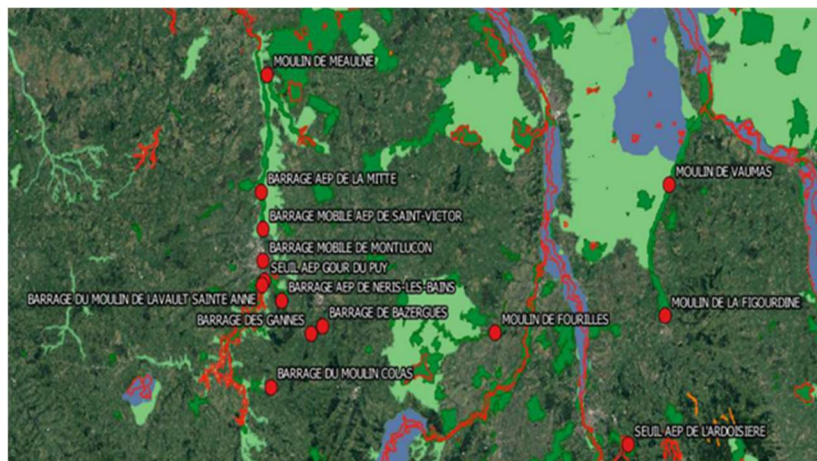 MOULIN DE MEAULNE
BARRAGE AEP DE LA MITTE
MOULIN DE VAUMAS
BARRAGE MOBILE AEP DE SAINT-VICTOR
BARRAGE MOBILE DE MONTLUCON
SEUIL AEP GOUR DU PUY
BARRAGE AEP DE NERIS-LES-BAINS
BARRAGE DU MOULIN DE LAVAULT SAINTE ANNE
BARRAGE DE BAZERGUES
BARRAGE DES GANNES
MOULIN DE FOURILLES
MOULIN DE LA FIGOURDINE
BARRAGE DU MOULIN COLAS
SEUIL AEP DE L'ARDOISIERE